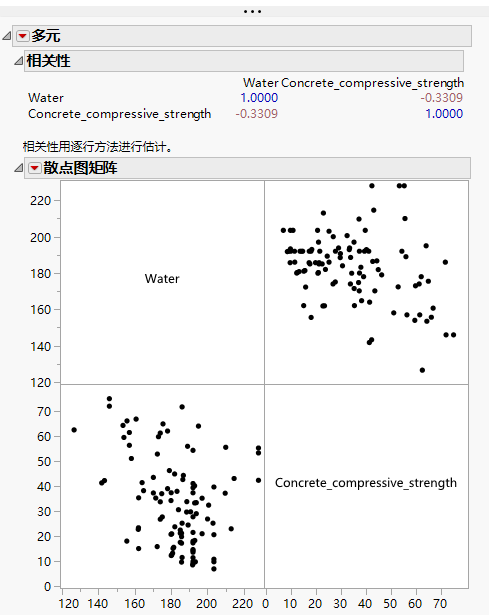 多元
相关性
Water Concrete_compressive_strength
Water 1.0000 -0.3309
Concrete_compressive_strength -0.3309 1.0000
相关性用逐行方法进行估计。
散点图矩阵
220
200
180
160
140
120
Water
70
60
50
40
30
20
10
0
Concrete_compressive_strength
120 140 160 180 200 220 0 10 20 30 40 50 60 70